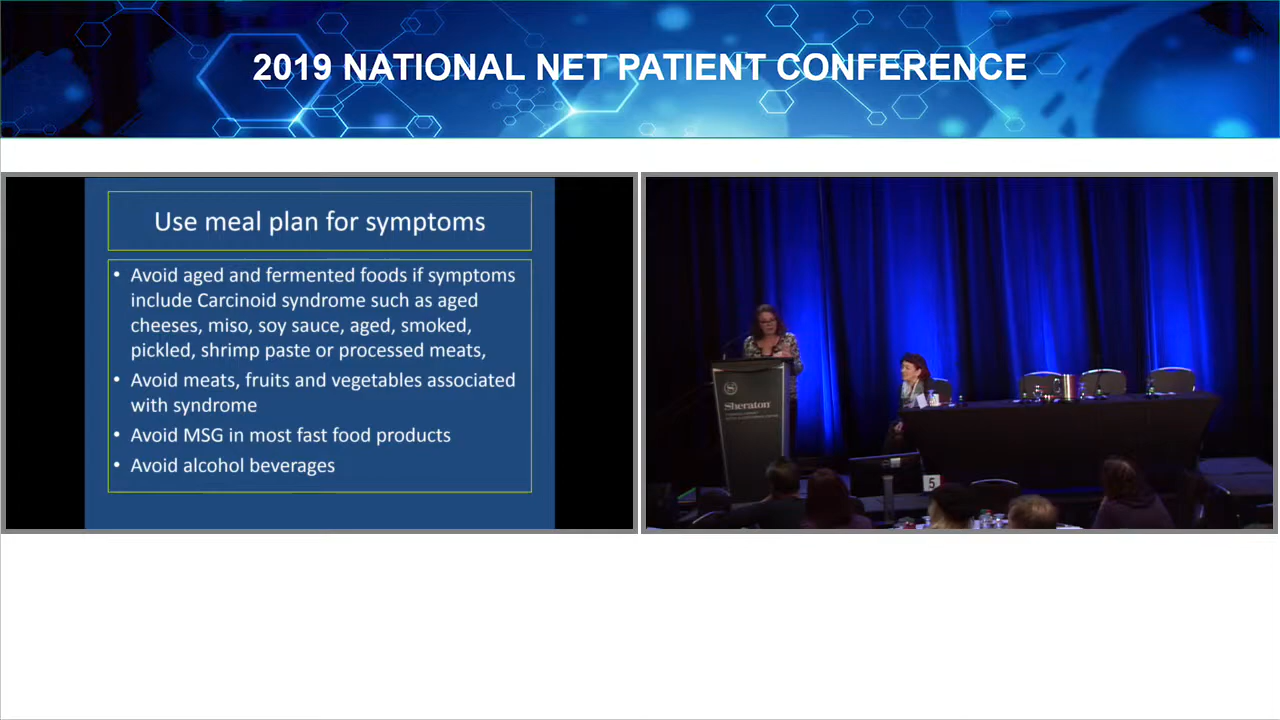 2019 NATIONAL NET PATIENT CONFERENCE
Use meal plan for symptoms
• Avoid aged and fermented foods if symptoms
include Carcinoid syndrome such as aged
cheeses, miso, soy sauce, aged, smoked,
pickled, shrimp paste or processed meats,
• Avoid meats, fruits and vegetables associated
with syndrome
• Avoid MSG in most fast food products
• Avoid alcohol beverages
Sheraton
5